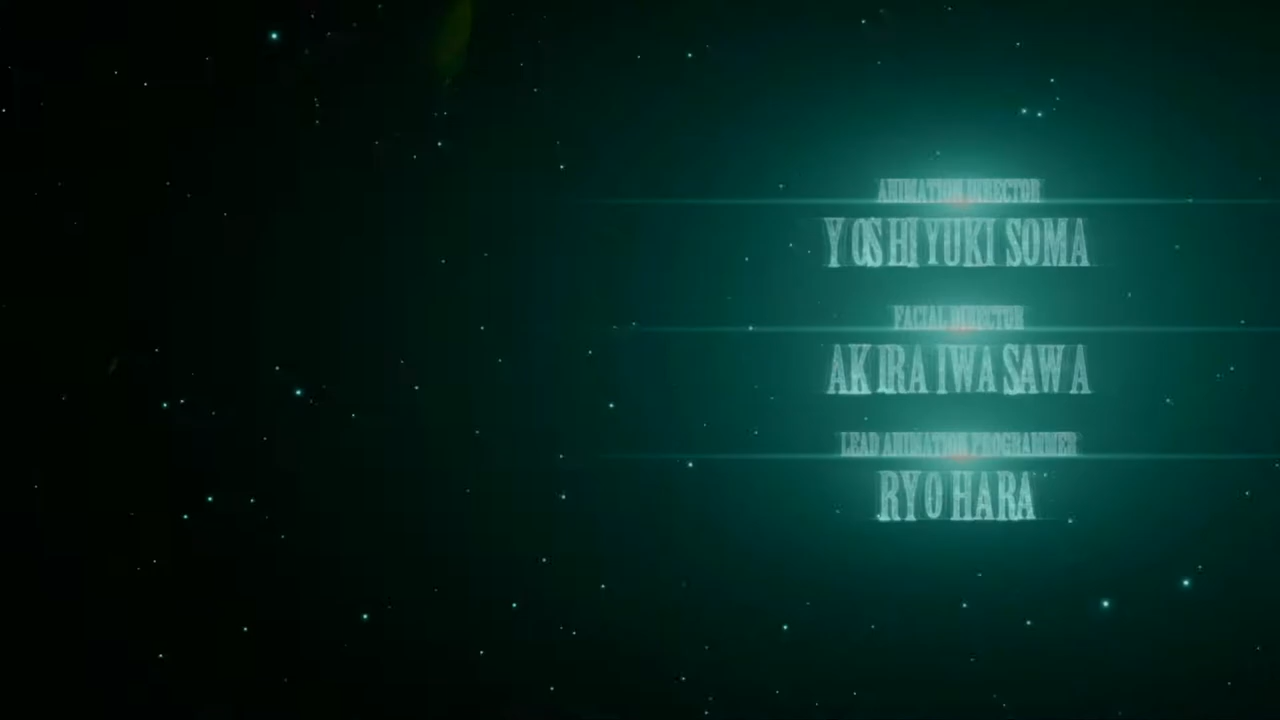 ANIMATION DIRECTOR
YOSHIYUKI SOMA
FACIAL DIRECTOR
AKIRA IWASAWA
LEAD ANIMATION PROGRAMMER
RYO HARA